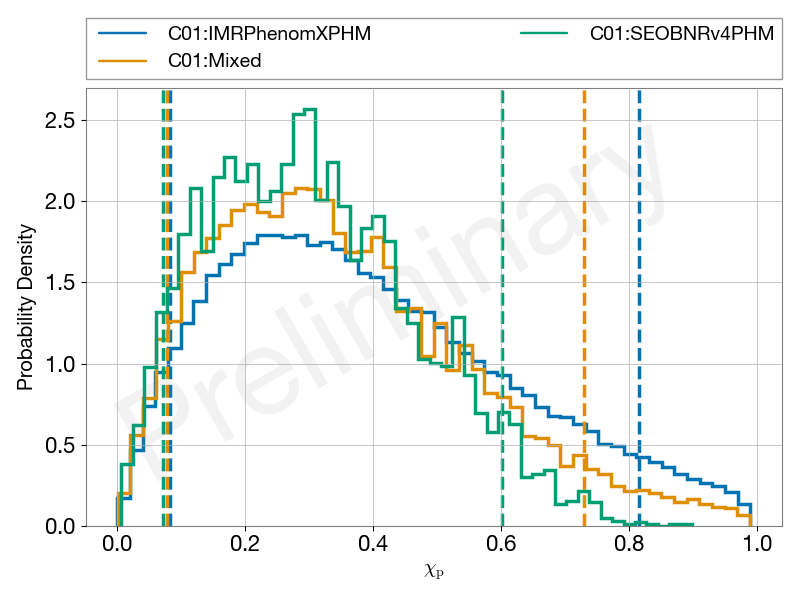 C01:IMRPhenomXPHM
C01:Mixed
C01:SEOBNRv4PHM
Preliminary
Probability Density
2.5
2.0
1.5
1.0
0.5
0.0
0.0 0.2 0.4 0.6 0.8 1.0
χp